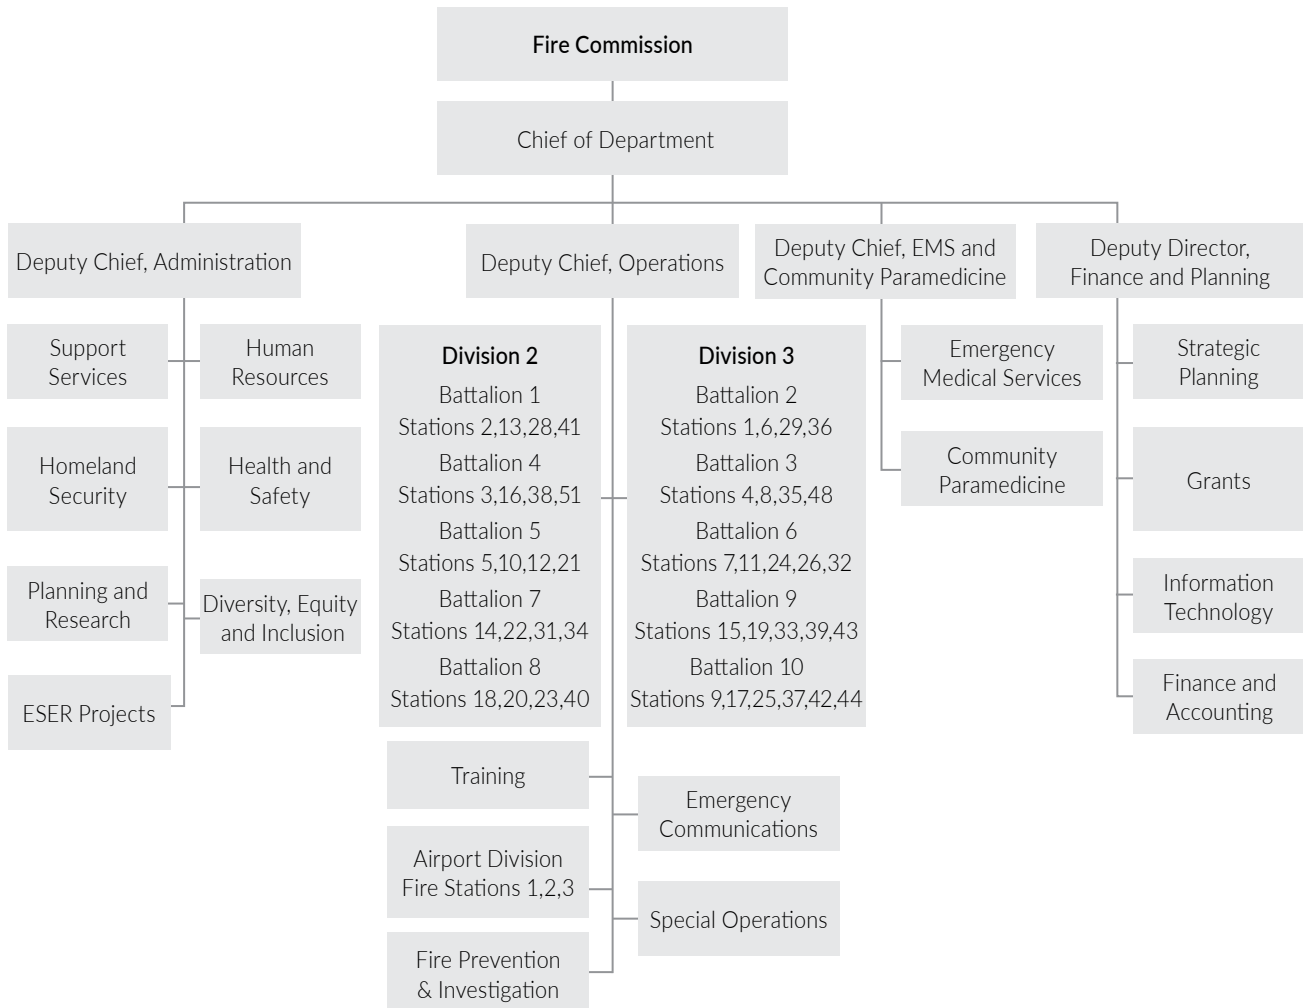 Fire Commission
Chief of Department
Deputy Chief, Administration
Support
Services
Human
Resources
Homeland
Security
Health and
Safety
Planning and
Research
Diversity, Equity
and Inclusion
ESER Projects
Deputy Chief, Operations
Division 2
Battalion 1
Stations 2,13,28,41
Battalion 4
Stations 3,16,38,51
Battalion 5
Stations 5,10,12,21
Battalion 7
Stations 14,22,31,34
Battalion 8
Stations 18,20,23,40
Division 3
Battalion 2
Stations 1,6,29,36
Battalion 3
Stations 4,8,35,48
Battalion 6
Stations 7,11,24,26,32
Battalion 9
Stations 15,19,33,39,43
Battalion 10
Stations 9,17,25,37,42,44
Training
Emergency
Communications
Airport Division
Fire Stations 1,2,3
Special Operations
Fire Prevention
& Investigation
Deputy Chief, EMS and
Community Paramedicine
Emergency
Medical Services
Community
Paramedicine
Deputy Director,
Finance and Planning
Strategic
Planning
Grants
Information
Technology
Finance and
Accounting